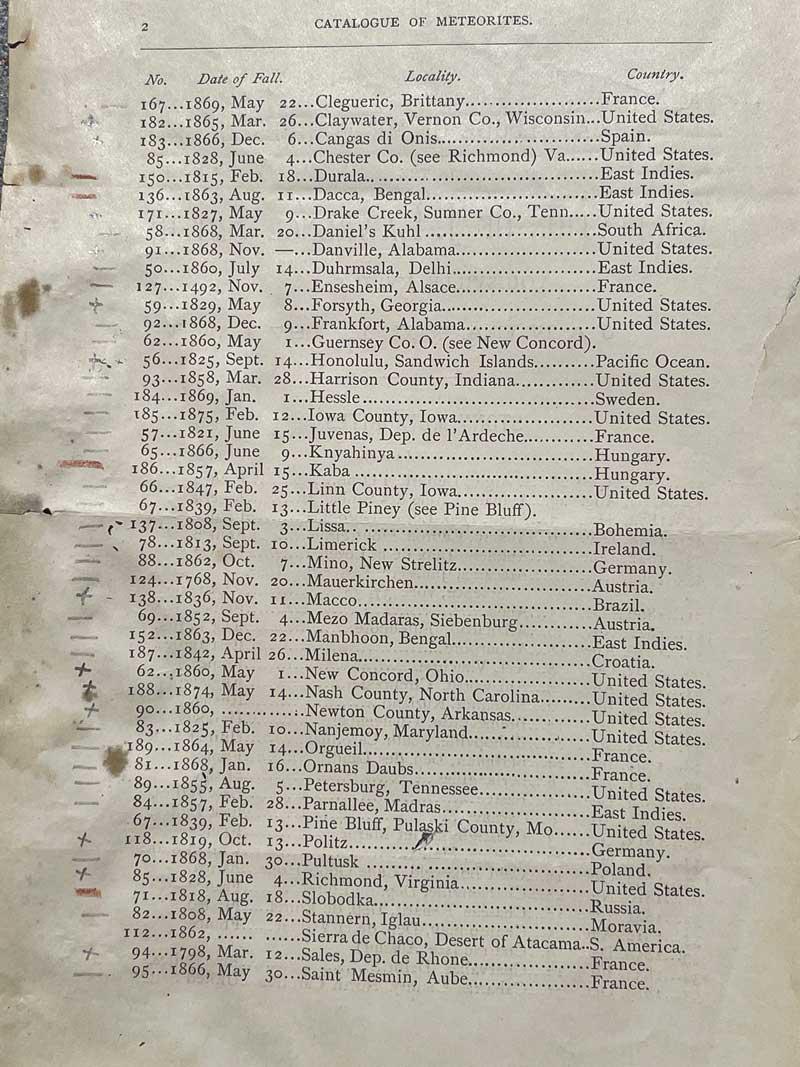 2 CATALOGUE OF METEORITES.
No. Date of Fall. Locality. Country.
167...1869, May 22...Clegueric, Brittany.....................France.
182...1865, Mar. 26...Claywater, Vernon Co., Wisconsin...United States.
183...1866, Dec. 6...Cangas di Onis..........................Spain.
85...1828, June 4...Chester Co. (see Richmond) Va......United States.
150...1815, Feb. 18...Durala......................................East Indies.
136...1863, Aug. 11...Dacca, Bengal............................East Indies.
171...1827, May 9...Drake Creek, Sumner Co., Tenn.....United States.
58...1868, Mar. 20...Daniel's Kuhl............................South Africa.
91...1868, Nov. —...Danville, Alabama.......................United States.
50...1860, July 14...Duhrmsala, Delhi.......................East Indies.
127...1492, Nov. 7...Ensesheim, Alsace.......................France.
59...1829, May 8...Forsyth, Georgia.........................United States.
92...1868, Dec. 9...Frankfort, Alabama.....................United States.
62...1860, May 1...Guernsey Co. O. (see New Concord).
56...1825, Sept. 14...Honolulu, Sandwich Islands..........Pacific Ocean.
93...1858, Mar. 28...Harrison County, Indiana.............United States.
184...1869, Jan. 1...Hessle.....................................Sweden.
185...1875, Feb. 12...Iowa County, Iowa......................United States.
57...1821, June 15...Juvenas, Dep. de l'Ardeche...........France.
65...1866, June 9...Knyahinya................................Hungary.
186...1857, April 15...Kaba.......................................Hungary.
66...1847, Feb. 25...Linn County, Iowa......................United States.
67...1839, Feb. 13...Little Piney (see Pine Bluff).
137...1808, Sept. 3...Lissa.......................................Bohemia.
78...1813, Sept. 10...Limerick..................................Ireland.
88...1862, Oct. 7...Mino, New Strelitz......................Germany.
124...1768, Nov. 20...Mauerkirchen............................Austria.
138...1836, Nov. 11...Macco.....................................Brazil.
69...1852, Sept. 4...Mezo Madaras, Siebenburg...........Austria.
152...1863, Dec. 22...Manbhoon, Bengal......................East Indies.
187...1842, April 26...Milena.....................................Croatia.
62...1860, May 1...New Concord, Ohio.....................United States.
188...1874, May 14...Nash County, North Carolina.........United States.
90...1860, ..............Newton County, Arkansas.............United States.
83...1825, Feb. 10...Nanjemoy, Maryland...................United States.
189...1864, May 14...Orgueil....................................France.
81...1868, Jan. 16...Ornans Daubs............................France.
89...1855, Aug. 5...Petersburg, Tennessee..................United States.
84...1857, Feb. 28...Parnallee, Madras.......................East Indies.
67...1839, Feb. 13...Pine Bluff, Pulaski County, Mo......United States.
118...1819, Oct. 13...Politz.......................................Germany.
70...1868, Jan. 30...Pultusk....................................Poland.
85...1828, June 4...Richmond, Virginia.....................United States.
71...1818, Aug. 18...Slobodka..................................Russia.
82...1808, May 22...Stannern, Iglau..........................Moravia.
112...1862, ...... ......Sierra de Chaco, Desert of Atacama..S. America.
94...1798, Mar. 12...Sales, Dep. de Rhone...................France.
95...1866, May 30...Saint Mesmin, Aube....................France.